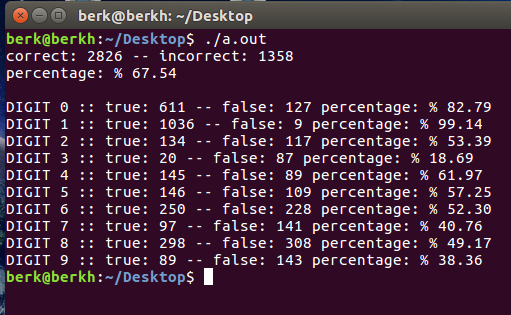 berk@berkh: ~/Desktop
berk@berkh:~/Desktop$ ./a.out
correct: 2826 -- incorrect: 1358
percentage: % 67.54
DIGIT 0 :: true: 611 -- false: 127 percentage: % 82.79
DIGIT 1 :: true: 1036 -- false: 9 percentage: % 99.14
DIGIT 2 :: true: 134 -- false: 117 percentage: % 53.39
DIGIT 3 :: true: 20 -- false: 87 percentage: % 18.69
DIGIT 4 :: true: 145 -- false: 89 percentage: % 61.97
DIGIT 5 :: true: 146 -- false: 109 percentage: % 57.25
DIGIT 6 :: true: 250 -- false: 228 percentage: % 52.30
DIGIT 7 :: true: 97 -- false: 141 percentage: % 40.76
DIGIT 8 :: true: 298 -- false: 308 percentage: % 49.17
DIGIT 9 :: true: 89 -- false: 143 percentage: % 38.36
berk@berkh:~/Desktop$